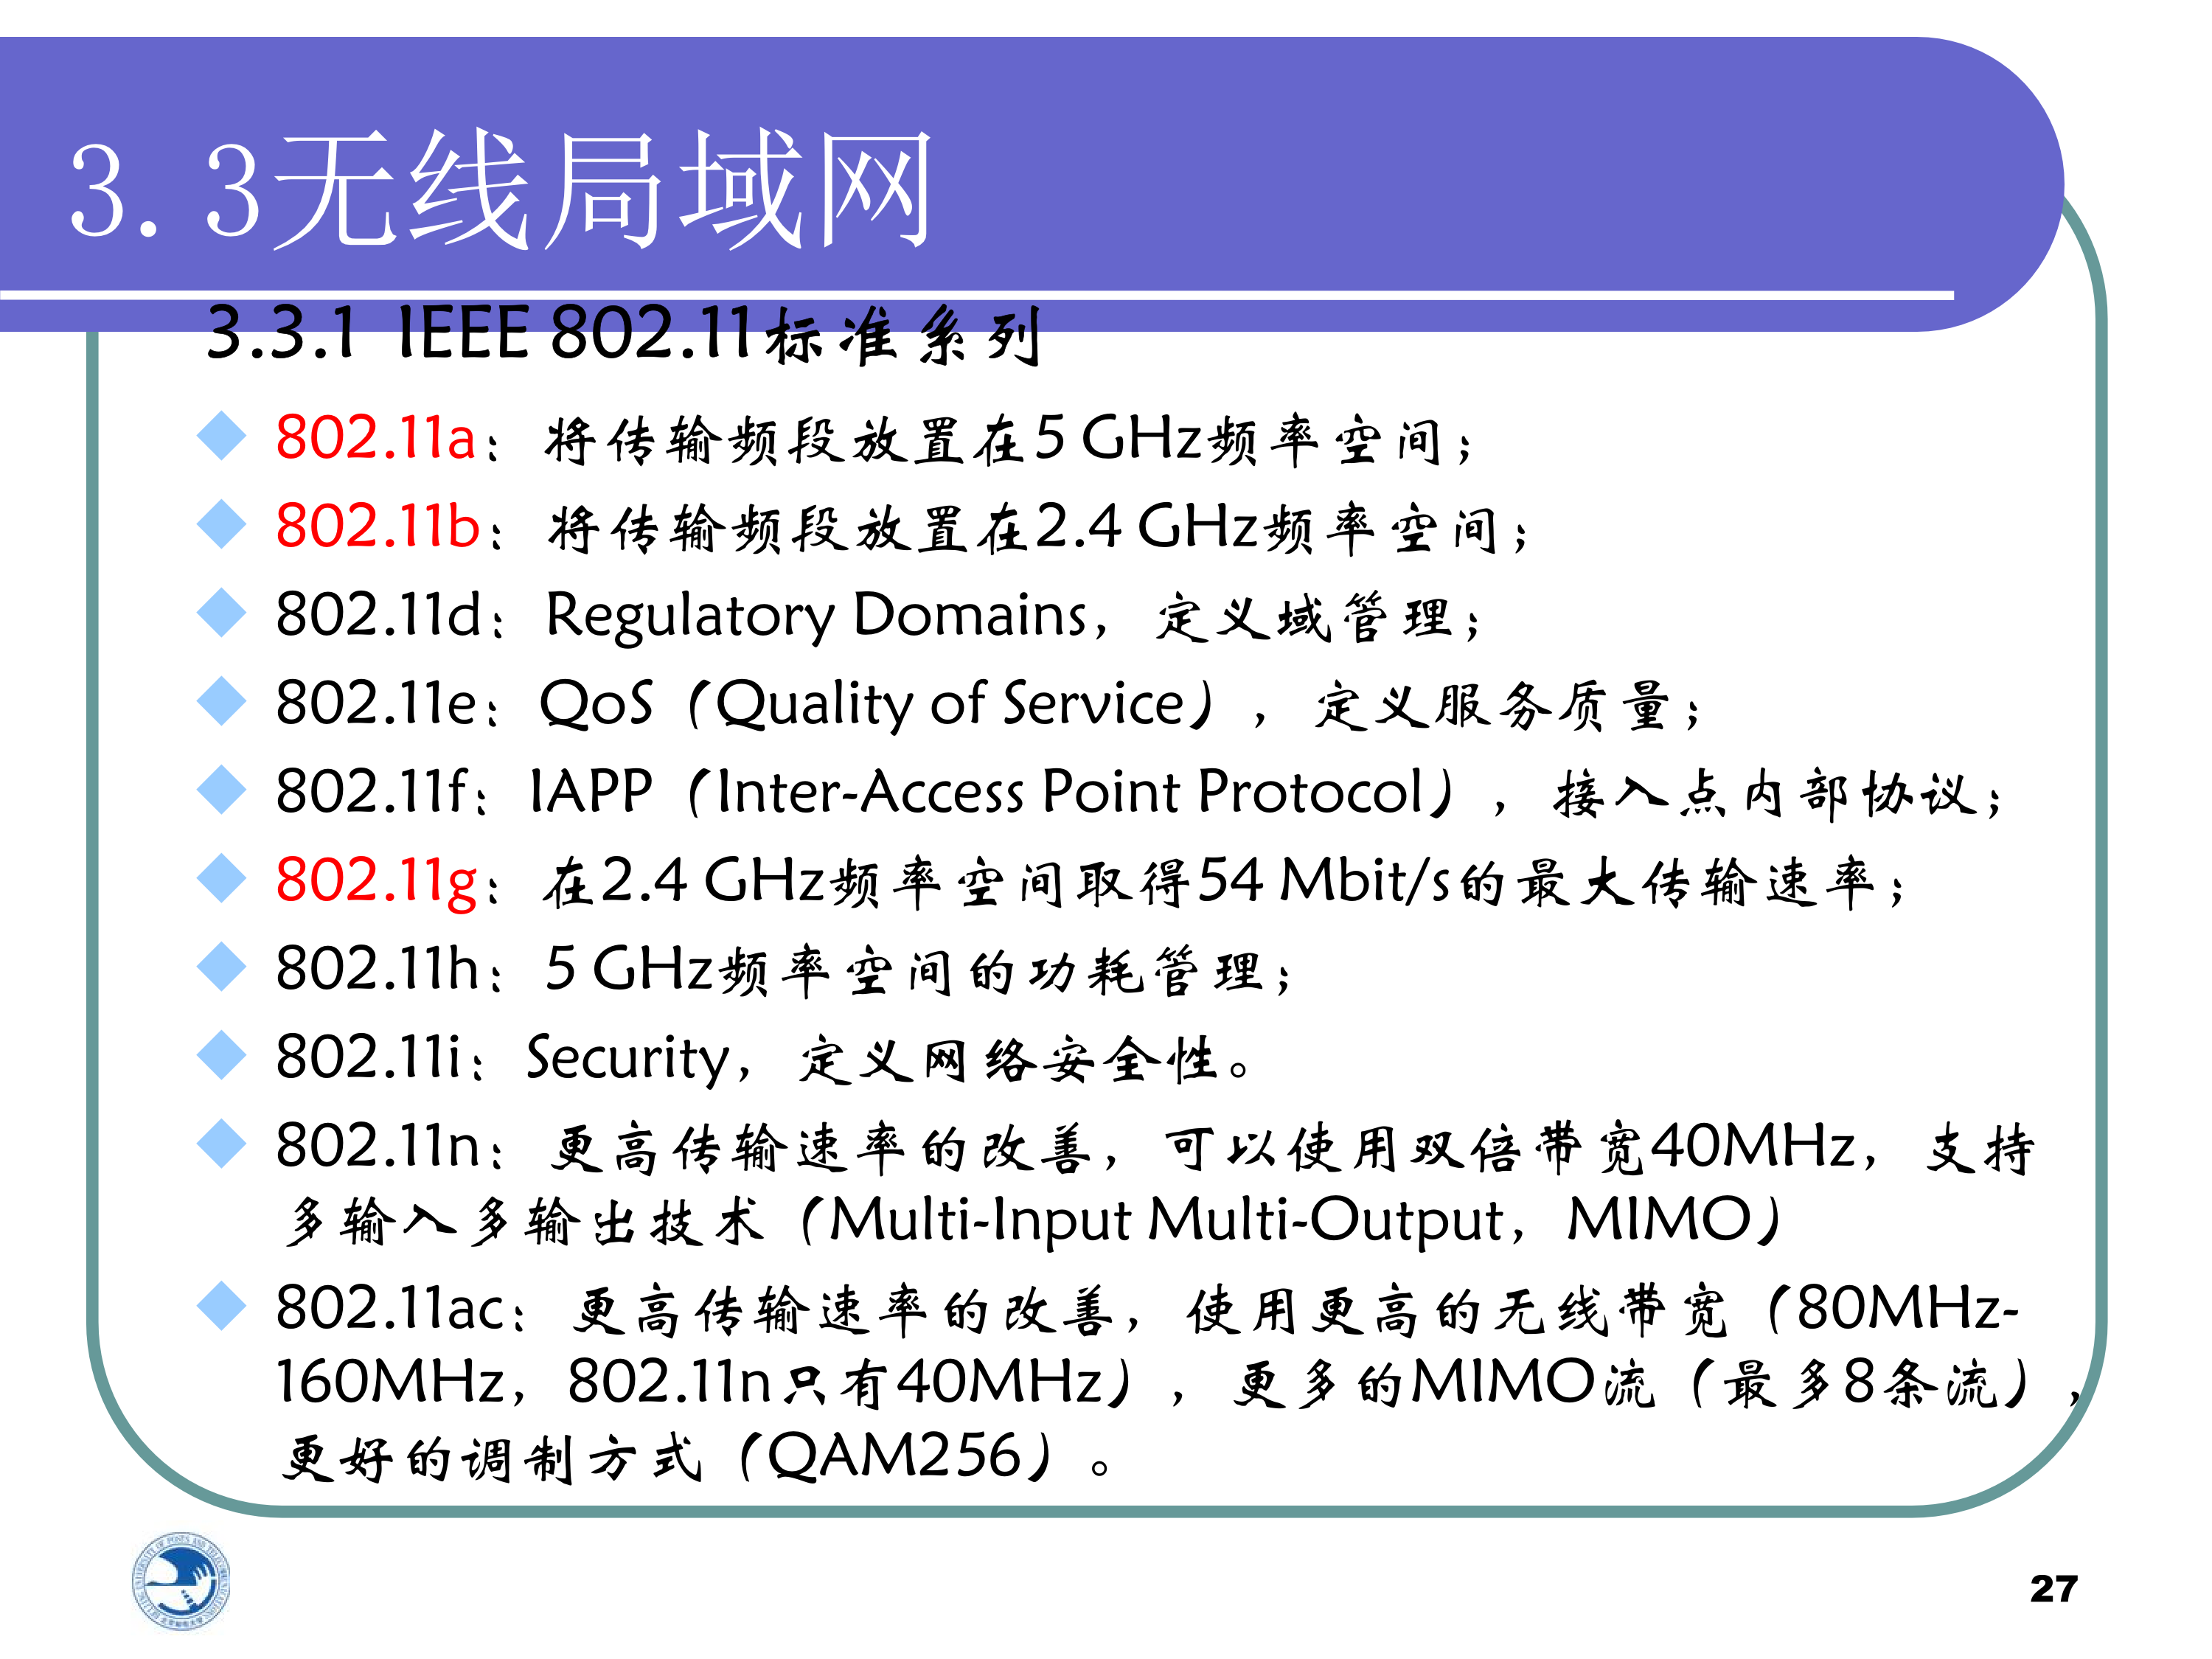 3.3无线局域网
3.3.1 IEEE 802.11标准系列
802.11a：将传输频段放置在5 GHz频率空间；
802.11b：将传输频段放置在2.4 GHz频率空间；
802.11d：Regulatory Domains，定义域管理；
802.11e：QoS（Quality of Service），定义服务质量；
802.11f：IAPP（Inter-Access Point Protocol），接入点内部协议；
802.11g：在2.4 GHz频率空间取得54 Mbit/s的最大传输速率；
802.11h：5 GHz频率空间的功耗管理；
802.11i：Security，定义网络安全性。
802.11n：更高传输速率的改善，可以使用双倍带宽40MHz，支持
多输入多输出技术（Multi-Input Multi-Output，MIMO）
802.11ac：更高传输速率的改善，使用更高的无线带宽（80MHz-
160MHz，802.11n只有40MHz），更多的MIMO流（最多8条流），
更好的调制方式（QAM256）。
27